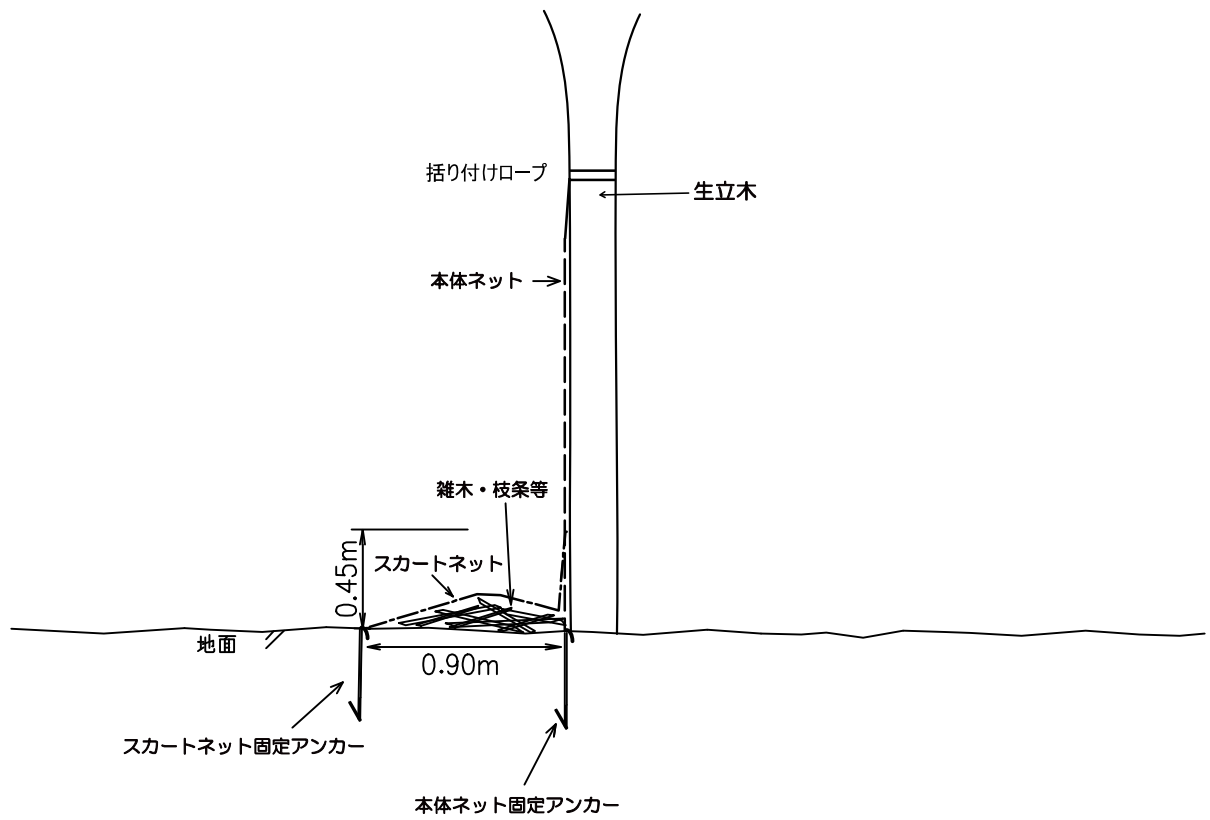 括り付けロープ
生立木
本体ネット
雑木・枝条等
0.45m
スカートネット
地面
0.90m
スカートネット固定アンカー
本体ネット固定アンカー